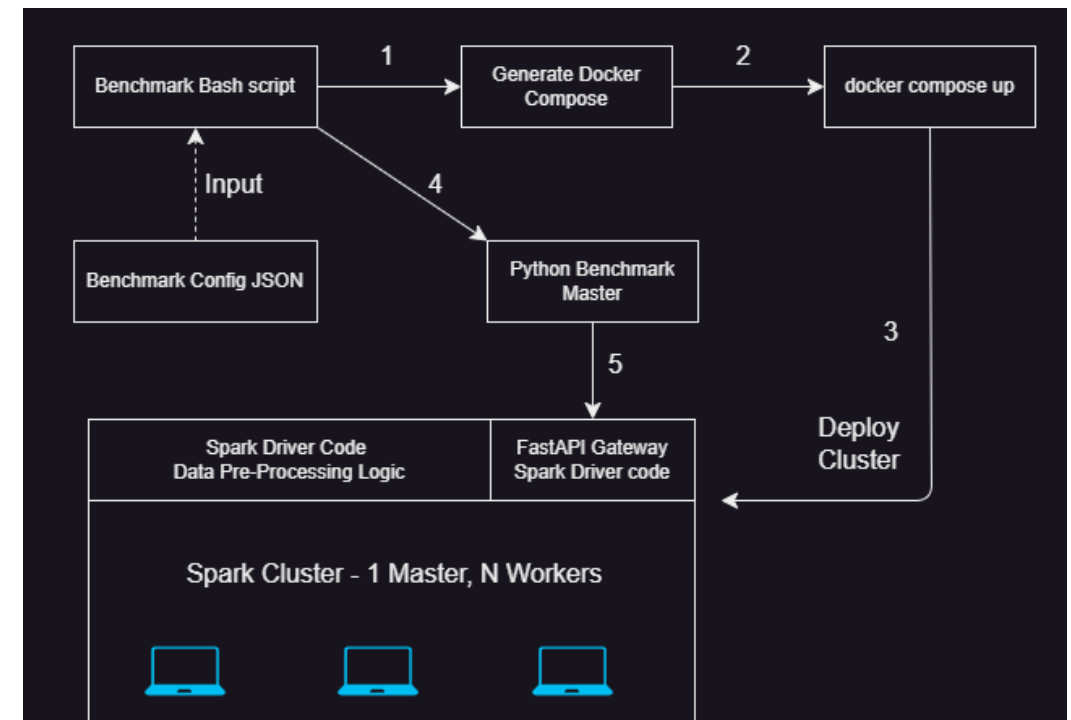 1
2
Benchmark Bash script
Generate Docker
Compose
docker compose up
Input
4
Benchmark Config JSON
Python Benchmark
Master
3
5
Deploy
Cluster
Spark Driver Code
Data Pre-Processing Logic
FastAPI Gateway
Spark Driver code
Spark Cluster - 1 Master, N Workers